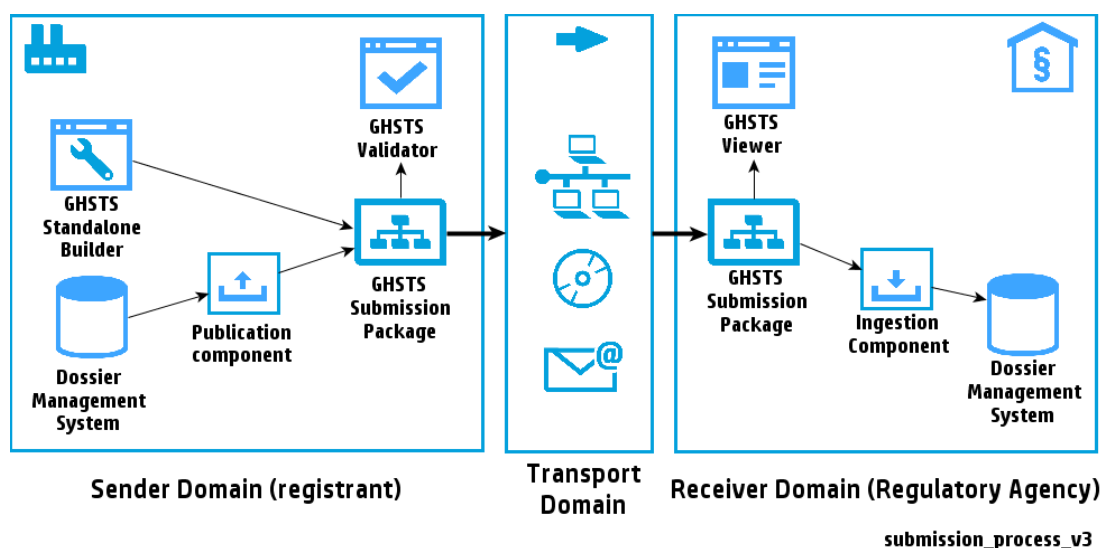 GHSTS
Validator
GHSTS
Standalone
Builder
GHSTS
Submission
Package
Publication
component
Dossier
Management
System
@
§
GHSTS
Viewer
GHSTS
Submission
Package
Ingestion
Component
Dossier
Management
System
Sender Domain (registrant)
Transport
Domain
Receiver Domain (Regulatory Agency)
submission_process_v3